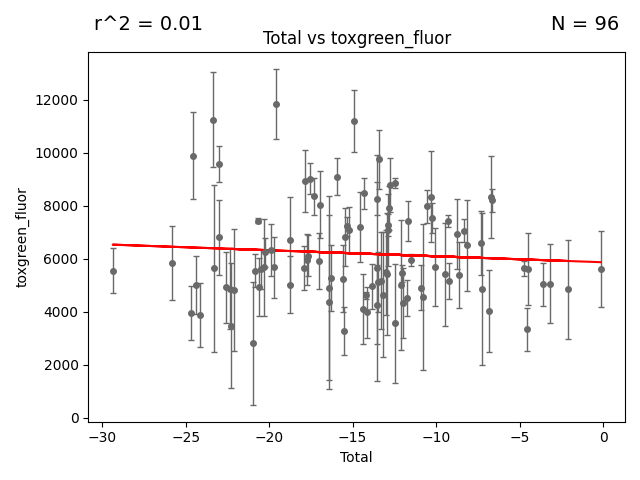 r^2 = 0.01
N = 96
Total vs toxgreen_fluor
12000
10000
8000
6000
4000
2000
0
toxgreen_fluor
−30
−25
−20
−15
−10
−5
0
Total